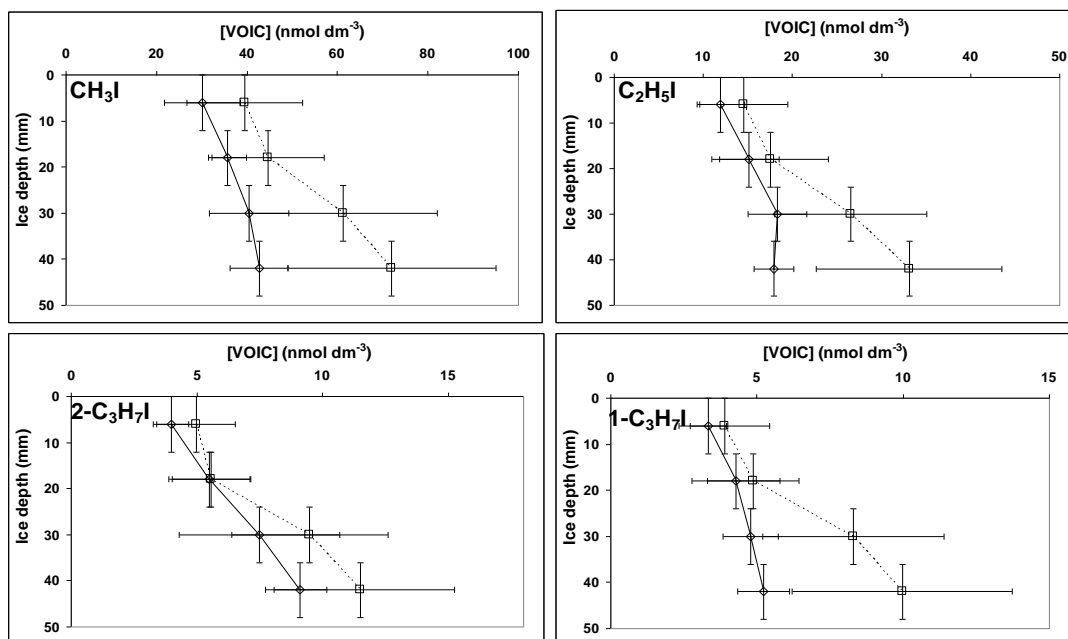 [VOIC] (nmol dm⁻³)
0 20 40 60 80 100
CH₃I
Ice depth (mm)
0
10
20
30
40
50
[VOIC] (nmol dm⁻³)
0 10 20 30 40 50
C₂H₅I
Ice depth (mm)
0
10
20
30
40
50
[VOIC] (nmol dm⁻³)
0 5 10 15
2-C₃H₇I
Ice depth (mm)
0
10
20
30
40
50
[VOIC] (nmol dm⁻³)
0 5 10 15
1-C₃H₇I
Ice depth (mm)
0
10
20
30
40
50